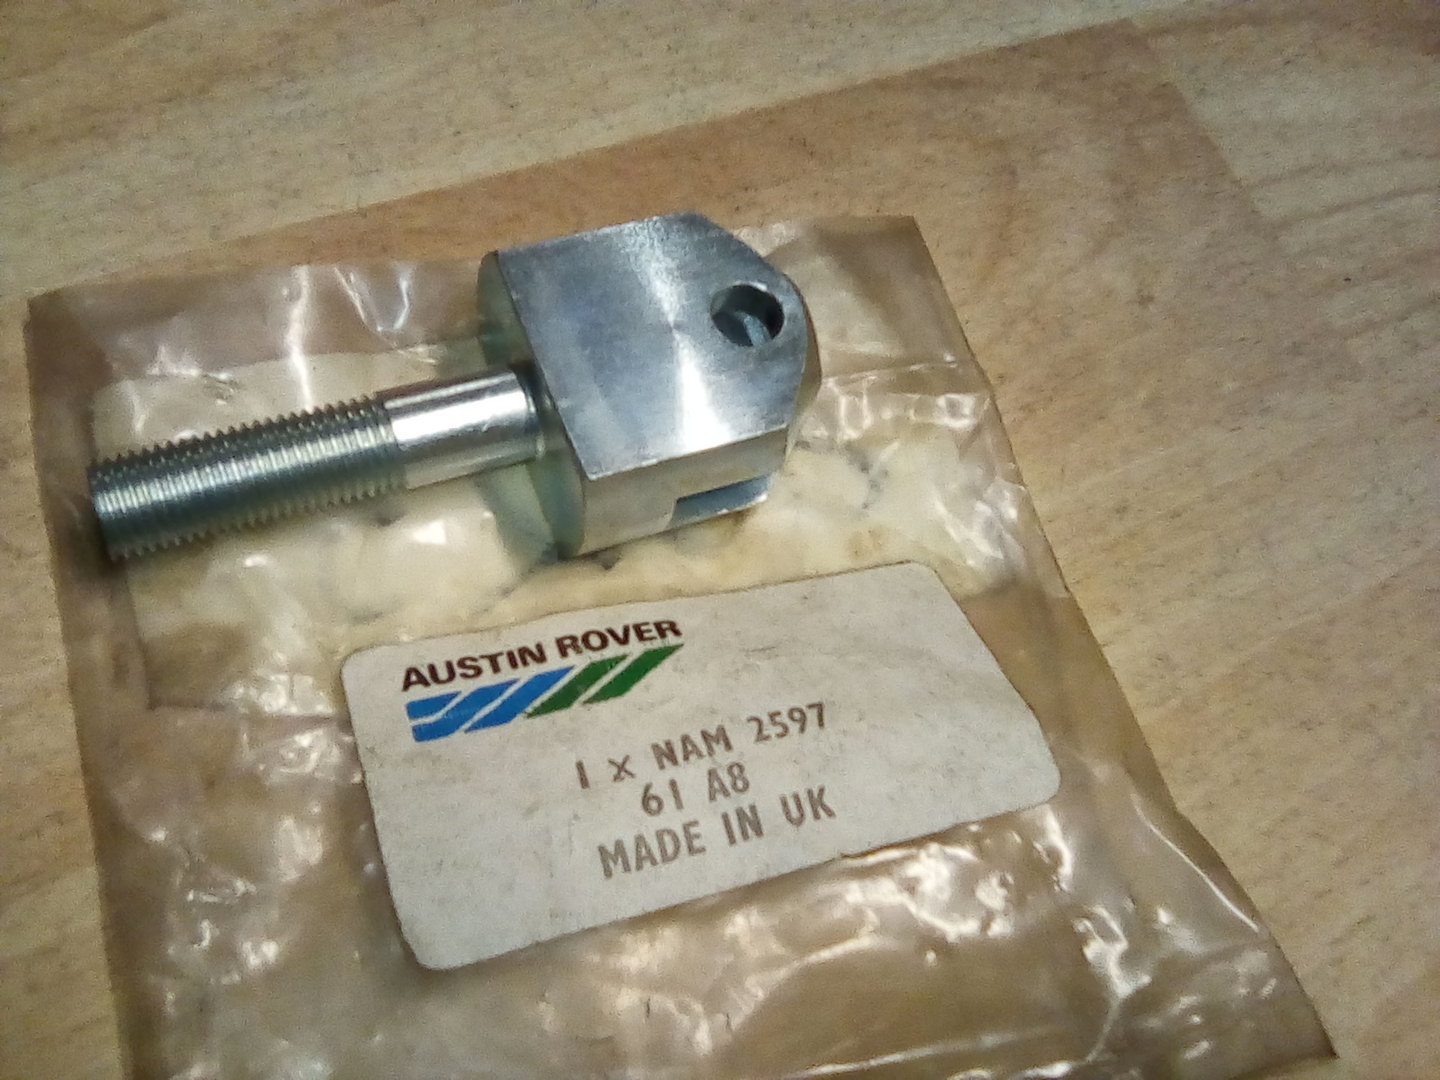 AUSTIN ROVER
1 x NAM 2597
61 A8
MADE IN UK